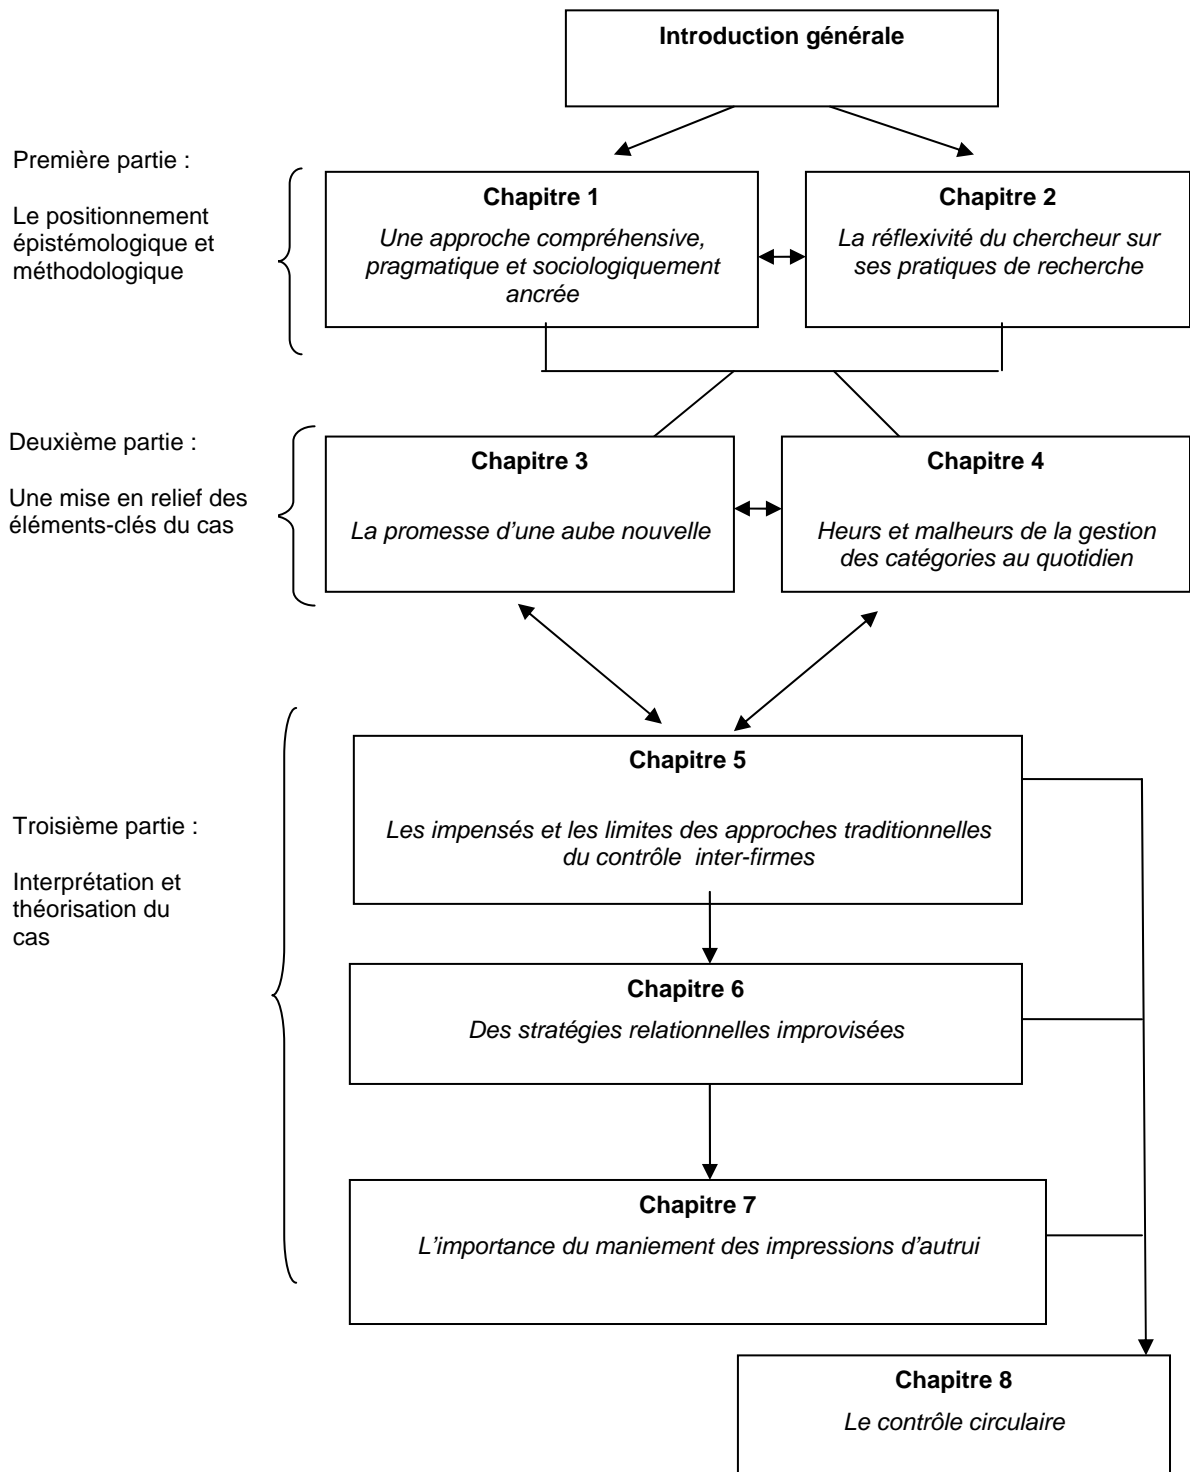 Introduction générale
Première partie :
Le positionnement
épistémologique et
méthodologique
Chapitre 1
Une approche compréhensive,
pragmatique et sociologiquement
ancrée
Chapitre 2
La réflexivité du chercheur sur
ses pratiques de recherche
Deuxième partie :
Une mise en relief des
éléments-clés du cas
Chapitre 3
La promesse d’une aube nouvelle
Chapitre 4
Heurs et malheurs de la gestion
des catégories au quotidien
Troisième partie :
Interprétation et
théorisation du
cas
Chapitre 5
Les impensés et les limites des approches traditionnelles
du contrôle inter-firmes
Chapitre 6
Des stratégies relationnelles improvisées
Chapitre 7
L’importance du maniement des impressions d’autrui
Chapitre 8
Le contrôle circulaire